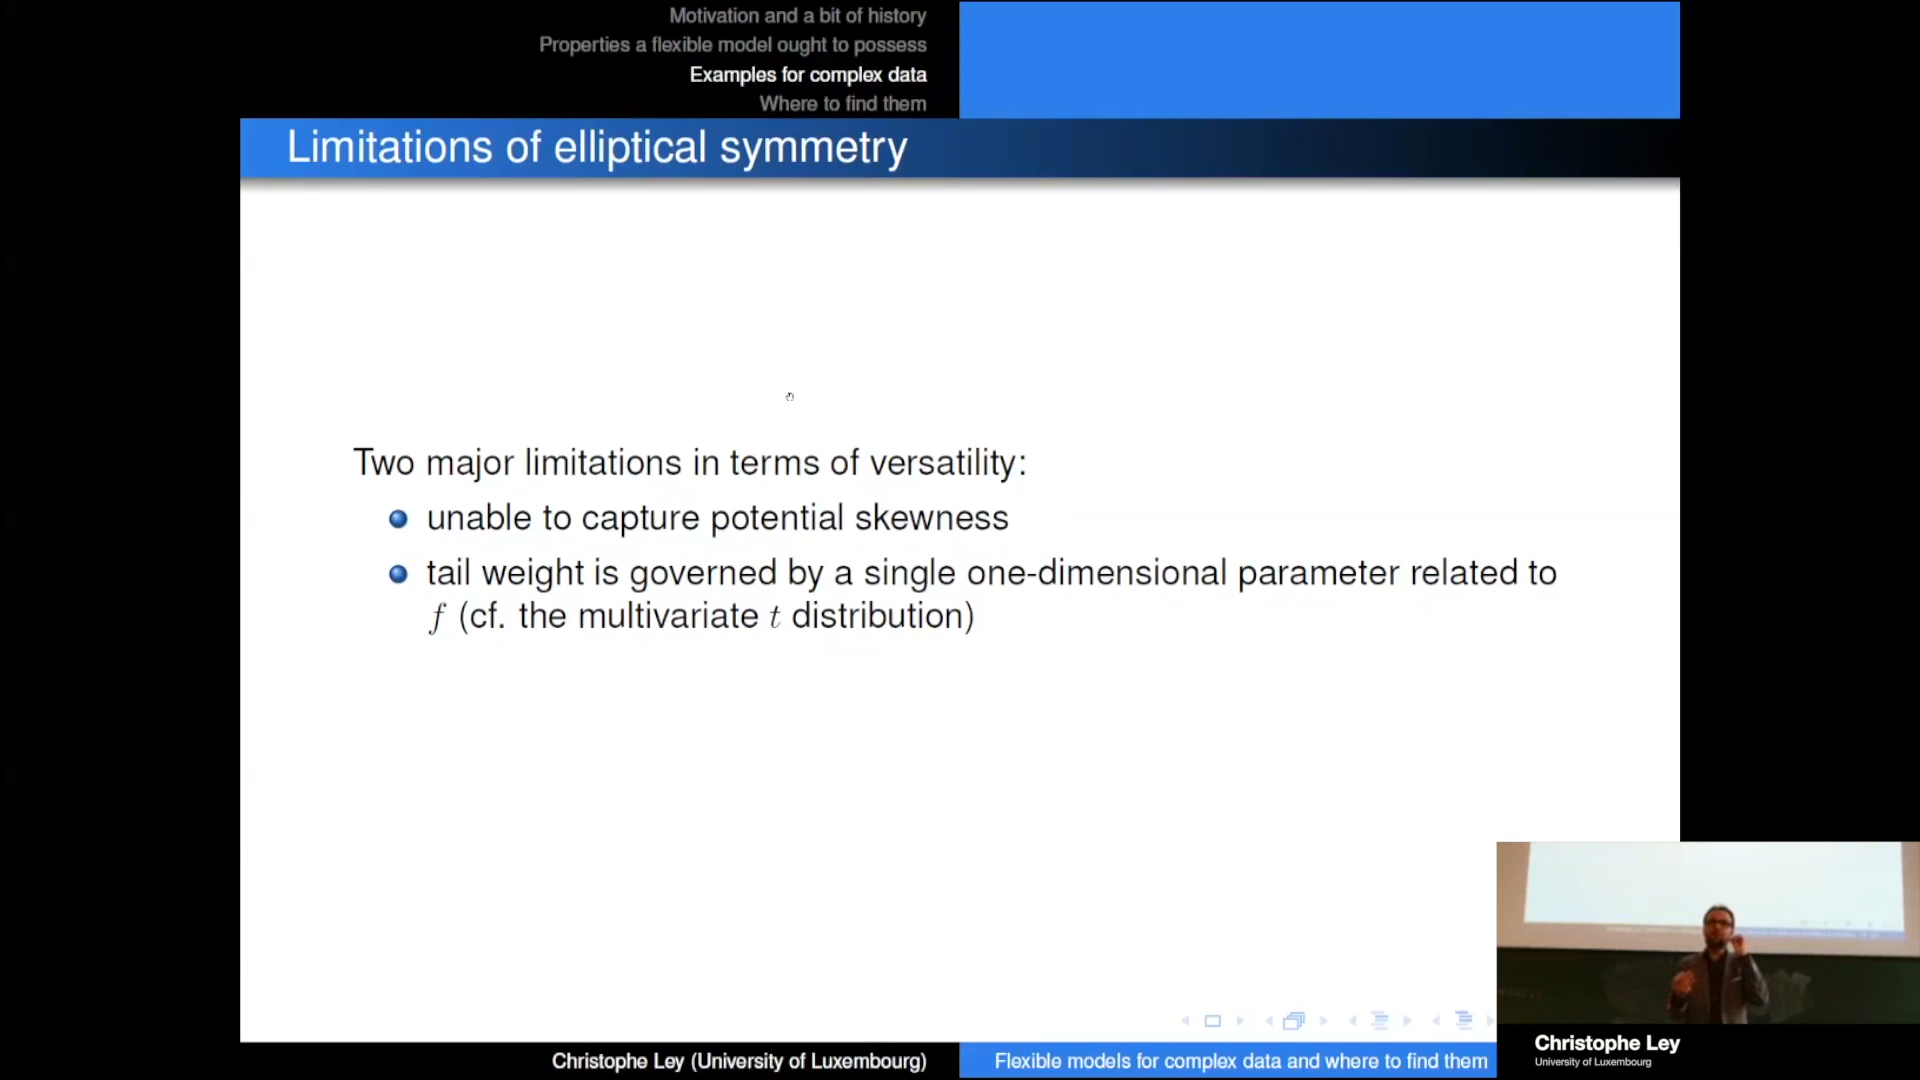 Motivation and a bit of history
Properties a flexible model ought to possess
Examples for complex data
Where to find them
Limitations of elliptical symmetry
Two major limitations in terms of versatility:
unable to capture potential skewness
tail weight is governed by a single one-dimensional parameter related to
f (cf. the multivariate t distribution)
Christophe Ley (University of Luxembourg)
Flexible models for complex data and where to find them
Christophe Ley
University of Luxembourg